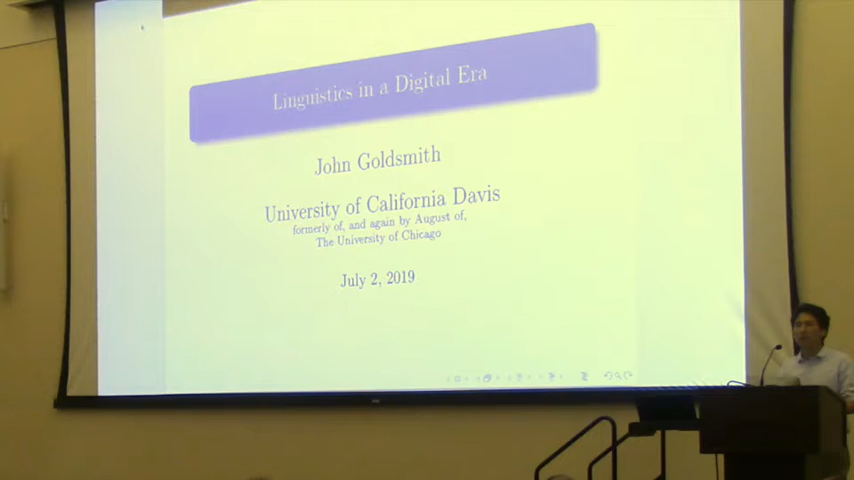 Linguistics in a Digital Era
John Goldsmith
University of California Davis
formerly of, and again by August of,
The University of Chicago
July 2, 2019